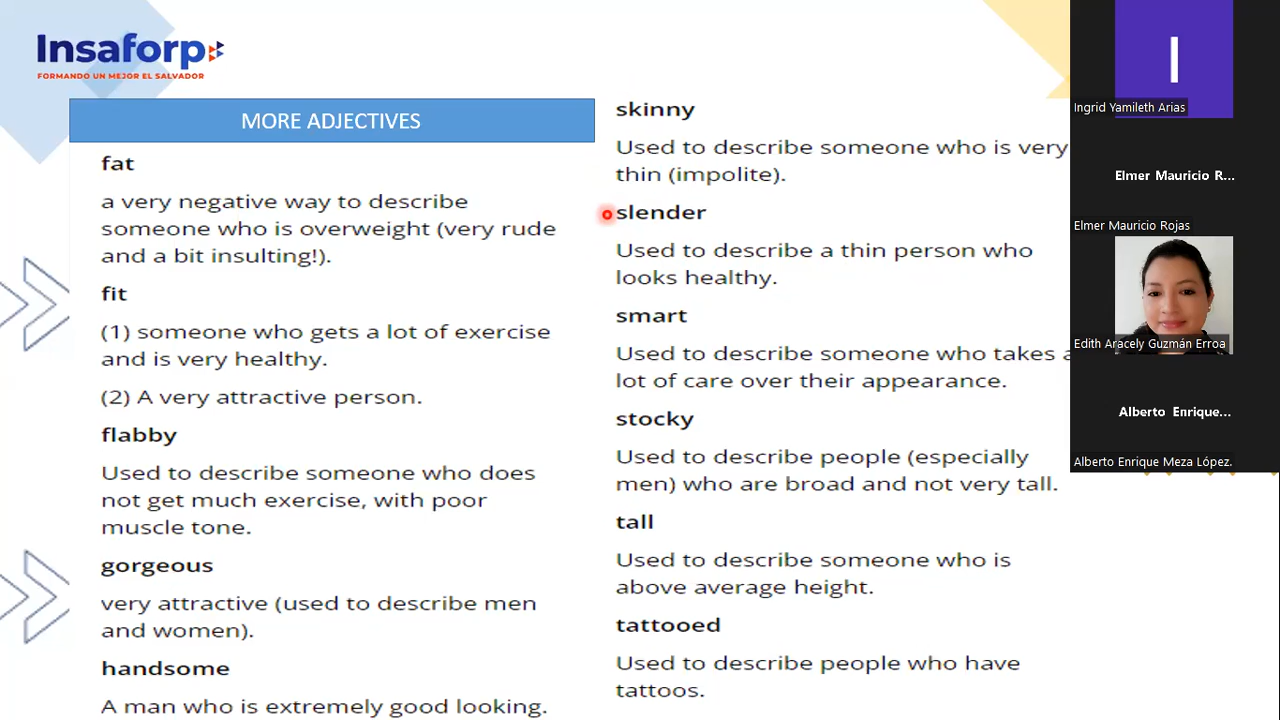 Insaforp
FORMANDO UN MEJOR EL SALVADOR
MORE ADJECTIVES
fat
a very negative way to describe
someone who is overweight (very rude
and a bit insulting!).
fit
(1) someone who gets a lot of exercise
and is very healthy.
(2) A very attractive person.
flabby
Used to describe someone who does
not get much exercise, with poor
muscle tone.
gorgeous
very attractive (used to describe men
and women).
handsome
A man who is extremely good looking.
skinny
Used to describe someone who is very
thin (impolite).
slender
Used to describe a thin person who
looks healthy.
smart
Used to describe someone who takes a
lot of care over their appearance.
stocky
Used to describe people (especially
men) who are broad and not very tall.
tall
Used to describe someone who is
above average height.
tattooed
Used to describe people who have
tattoos.
I
Ingrid Yamileth Arias
Elmer Mauricio R...
Elmer Mauricio Rojas
Edith Aracely Guzmán Erroa
Alberto Enrique...
Alberto Enrique Meza López.